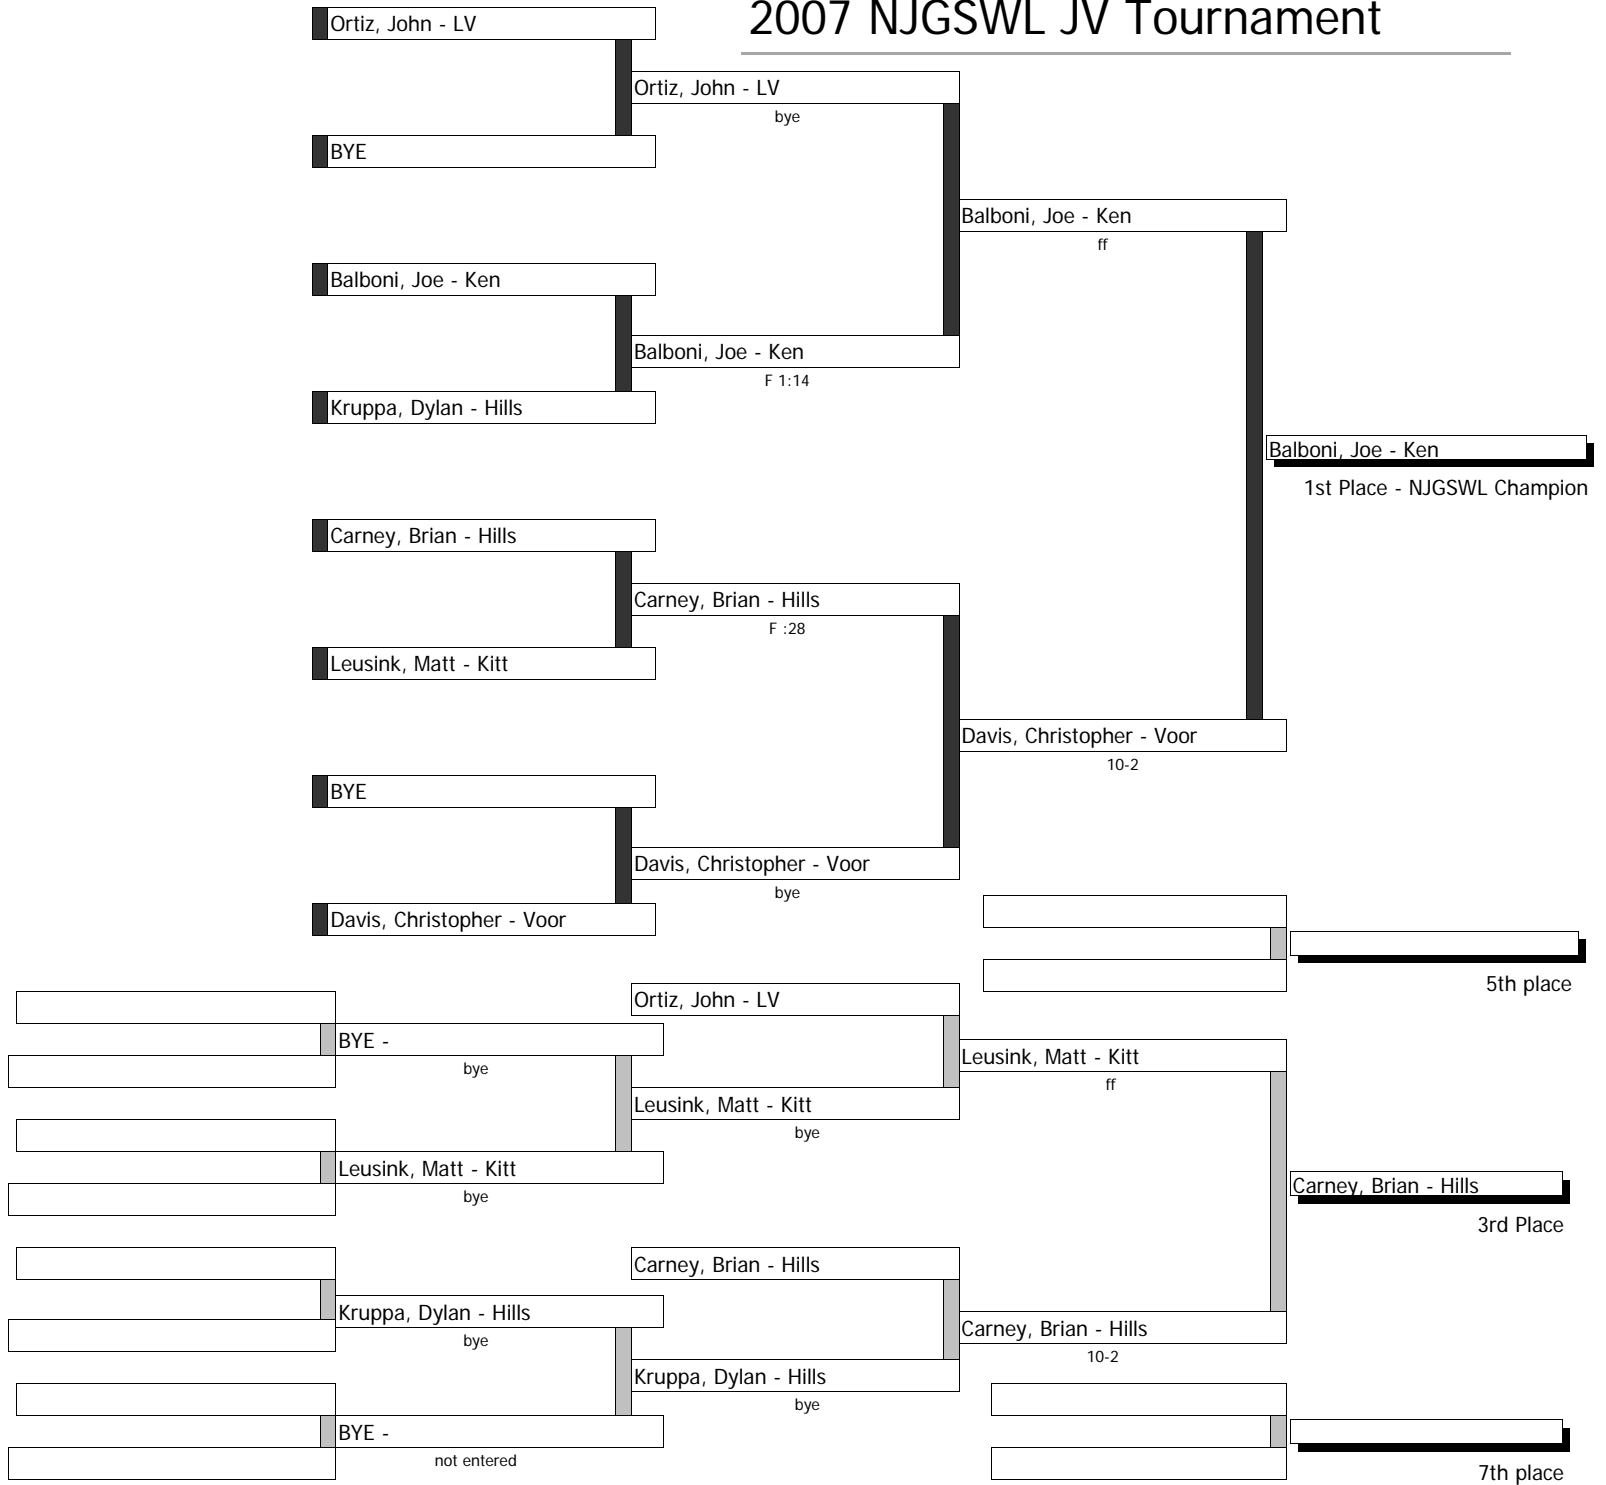 2007 NJGSWL JV Tournament
Ortiz, John - LV
Ortiz, John - LV
bye
BYE
Balboni, Joe - Ken
ff
Balboni, Joe - Ken
Balboni, Joe - Ken
F 1:14
Kruppa, Dylan - Hills
Balboni, Joe - Ken
1st Place - NJGSWL Champion
Carney, Brian - Hills
Carney, Brian - Hills
F :28
Leusink, Matt - Kitt
Davis, Christopher - Voor
10-2
BYE
Davis, Christopher - Voor
bye
Davis, Christopher - Voor
5th place
Ortiz, John - LV
BYE -
bye
Leusink, Matt - Kitt
ff
Leusink, Matt - Kitt
bye
Leusink, Matt - Kitt
bye
Carney, Brian - Hills
3rd Place
Carney, Brian - Hills
Kruppa, Dylan - Hills
bye
Carney, Brian - Hills
10-2
Kruppa, Dylan - Hills
bye
BYE -
not entered
7th place